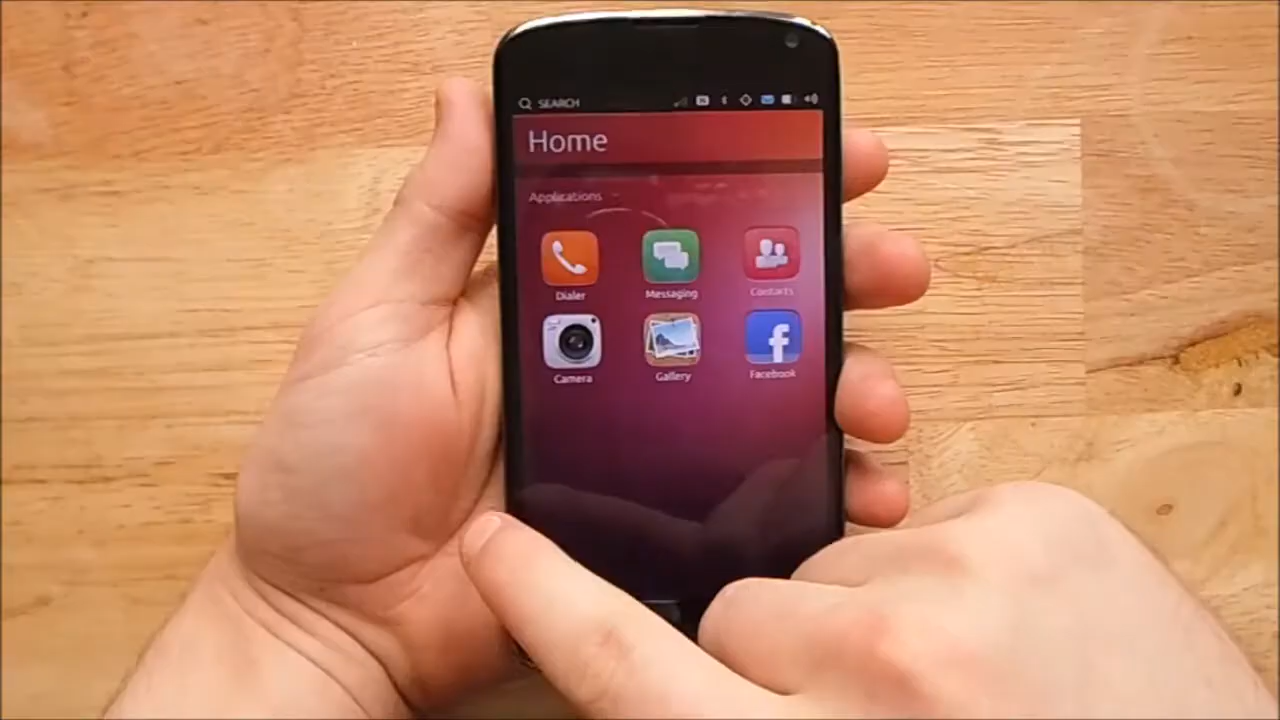 SEARCH
Home
Applications
Dialer
Messaging
Contacts
Camera
Gallery
Facebook